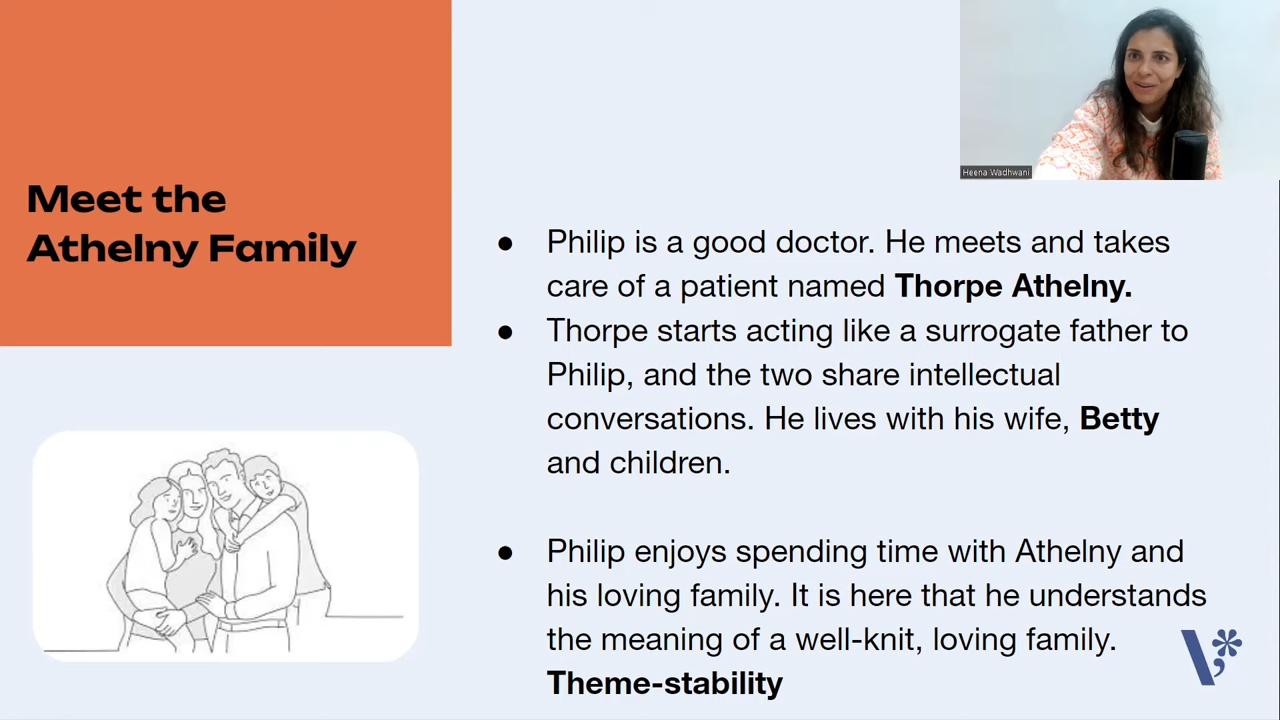 Heena Wadhwani
Meet the
Athelny Family
● Philip is a good doctor. He meets and takes
care of a patient named Thorpe Athelny.
● Thorpe starts acting like a surrogate father to
Philip, and the two share intellectual
conversations. He lives with his wife, Betty
and children.
● Philip enjoys spending time with Athelny and
his loving family. It is here that he understands
the meaning of a well-knit, loving family.
Theme-stability